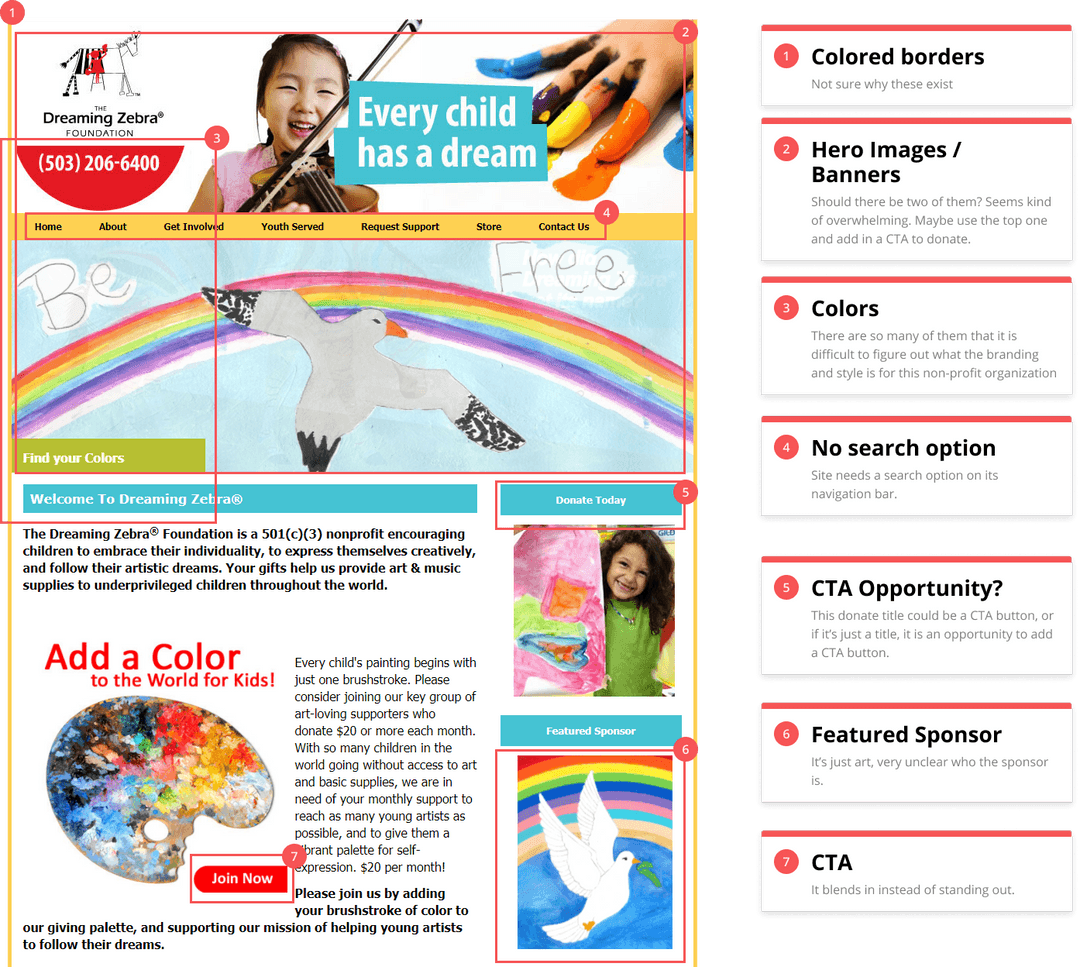 1
2
THE
Dreaming Zebra®
FOUNDATION
3
(503) 206-6400
Every child
has a dream
4
Home About Get Involved Youth Served Request Support Store Contact Us
Be Free
Find your Colors
Welcome To Dreaming Zebra®
The Dreaming Zebra® Foundation is a 501(c)(3) nonprofit encouraging
children to embrace their individuality, to express themselves creatively,
and follow their artistic dreams. Your gifts help us provide art & music
supplies to underprivileged children throughout the world.
Add a Color
to the World for Kids!
Every child's painting begins with
just one brushstroke. Please
consider joining our key group of
art-loving supporters who
donate $20 or more each month.
With so many children in the
world going without access to art
and basic supplies, we are in
need of your monthly support to
reach as many young artists as
possible, and to give them a
vibrant palette for self-
expression. $20 per month!
7
Join Now
Please join us by adding
your brushstroke of color to
our giving palette, and supporting our mission of helping young artists
to follow their dreams.
5
Donate Today
Featured Sponsor
6
1 Colored borders
Not sure why these exist
2 Hero Images /
Banners
Should there be two of them? Seems kind
of overwhelming. Maybe use the top one
and add in a CTA to donate.
3 Colors
There are so many of them that it is
difficult to figure out what the branding
and style is for this non-profit organization
4 No search option
Site needs a search option on its
navigation bar.
5 CTA Opportunity?
This donate title could be a CTA button, or
if it's just a title, it is an opportunity to add
a CTA button.
6 Featured Sponsor
It's just art, very unclear who the sponsor
is.
7 CTA
It blends in instead of standing out.